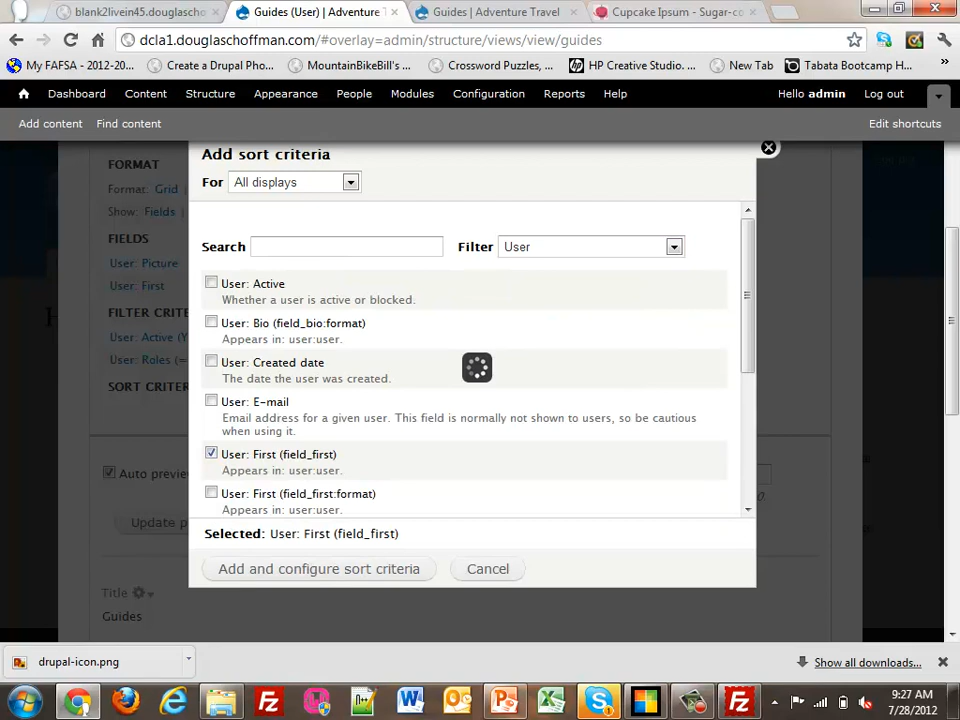 blank2livein45.douglascho
Guides (User) | Adventure T
Guides | Adventure Travel
Cupcake Ipsum - Sugar-co
dcla1.douglaschoffman.com/#overlay=admin/structure/views/view/guides
My FAFSA - 2012-20...
Create a Drupal Pho...
MountainBikeBill's ...
Crossword Puzzles, ...
HP Creative Studio. ...
New Tab
Tabata Bootcamp H...
Dashboard
Content
Structure
Appearance
People
Modules
Configuration
Reports
Help
Hello admin
Log out
Add content
Find content
Edit shortcuts
FORMAT
Format: Grid
Show: Fields
FIELDS
User: Picture
User: First
FILTER CRITE
User: Active (Y
User: Roles (=
SORT CRITER
Auto previe
Update p
Title
Guides
Add sort criteria
For
All displays
Search
Filter
User
User: Active
Whether a user is active or blocked.
User: Bio (field_bio:format)
Appears in: user:user.
User: Created date
The date the user was created.
User: E-mail
Email address for a given user. This field is normally not shown to users, so be cautious
when using it.
User: First (field_first)
Appears in: user:user.
User: First (field_first:format)
Appears in: user:user.
Selected: User: First (field_first)
Add and configure sort criteria
Cancel
drupal-icon.png
Show all downloads...
9:27 AM
7/28/2012